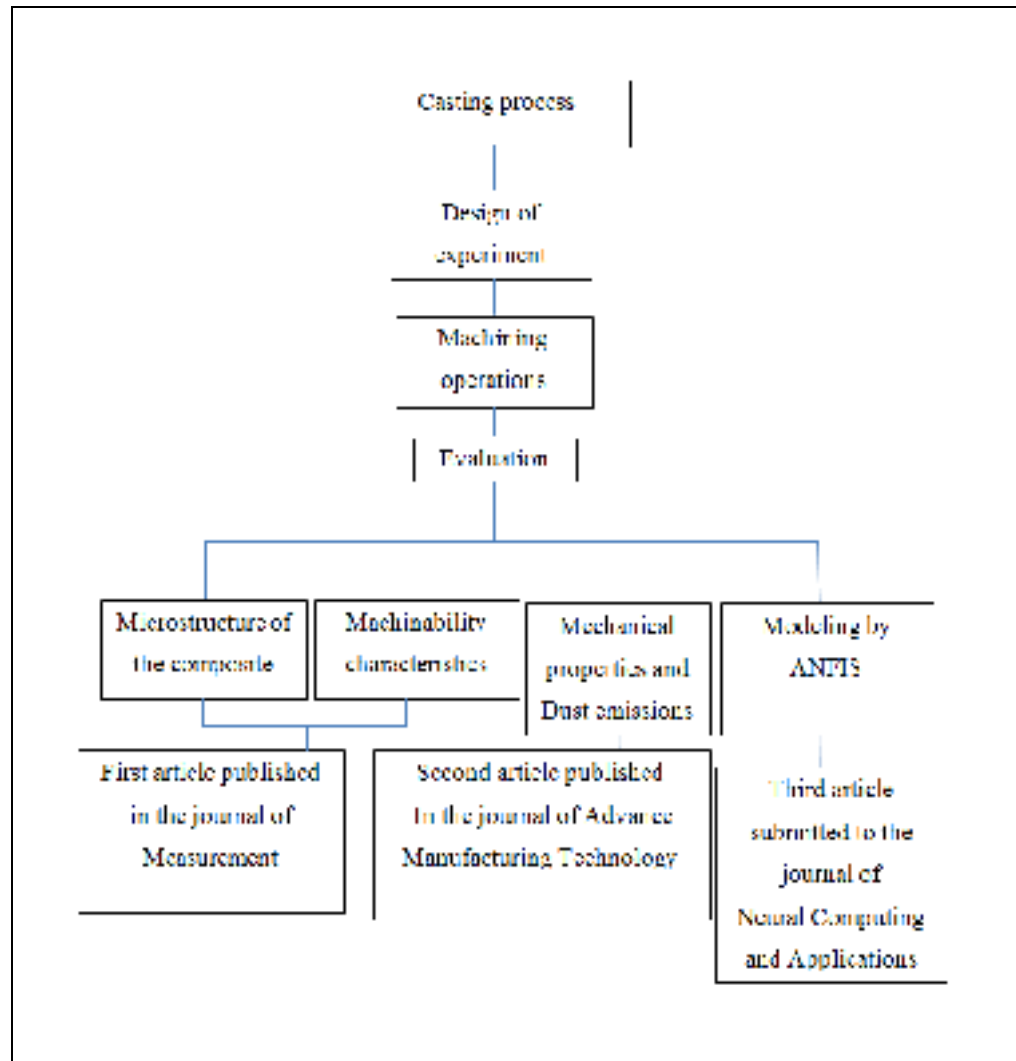 Casting process
Design of
experiment
Machining
operations
Evaluation
Microstructure of
the composite
Machinability
characteristics
Mechanical
properties and
Dust emissions
Modeling by
ANFIS
First article published
in the journal of
Measurement
Second article published
In the journal of Advance
Manufacturing Technology
Third article
submitted to the
journal of
Neural Computing
and Applications